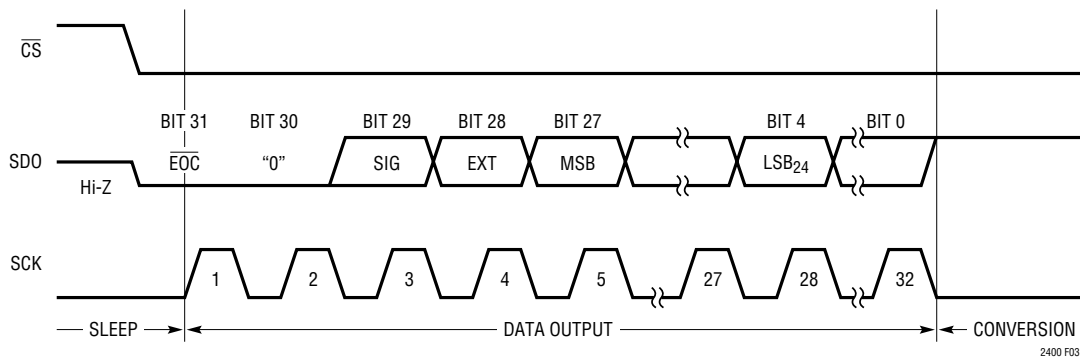 CS
BIT 31 BIT 30 BIT 29 BIT 28 BIT 27 BIT 4 BIT 0
SDO EOC “0” SIG EXT MSB LSB24
Hi-Z
SCK 1 2 3 4 5 27 28 32
SLEEP DATA OUTPUT CONVERSION
2400 F03